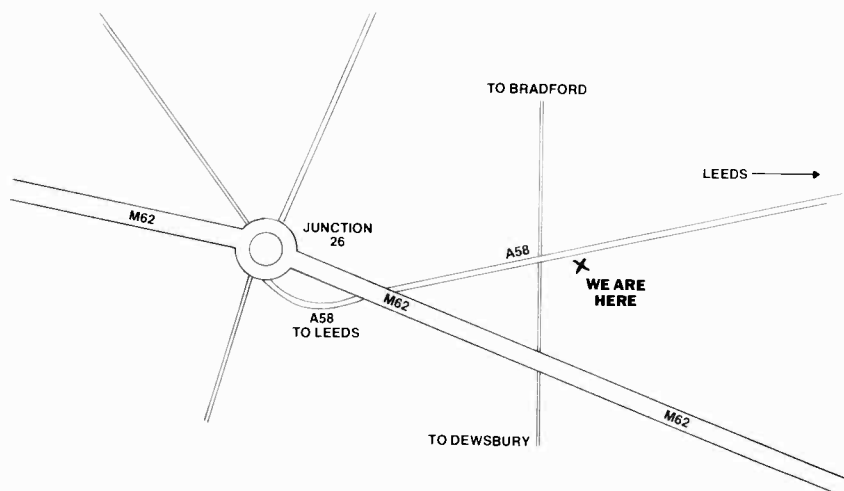 TO BRADFORD
LEEDS
M62
JUNCTION
26
A58
WE ARE
HERE
M62
A58
TO LEEDS
M62
TO DEWSBURY